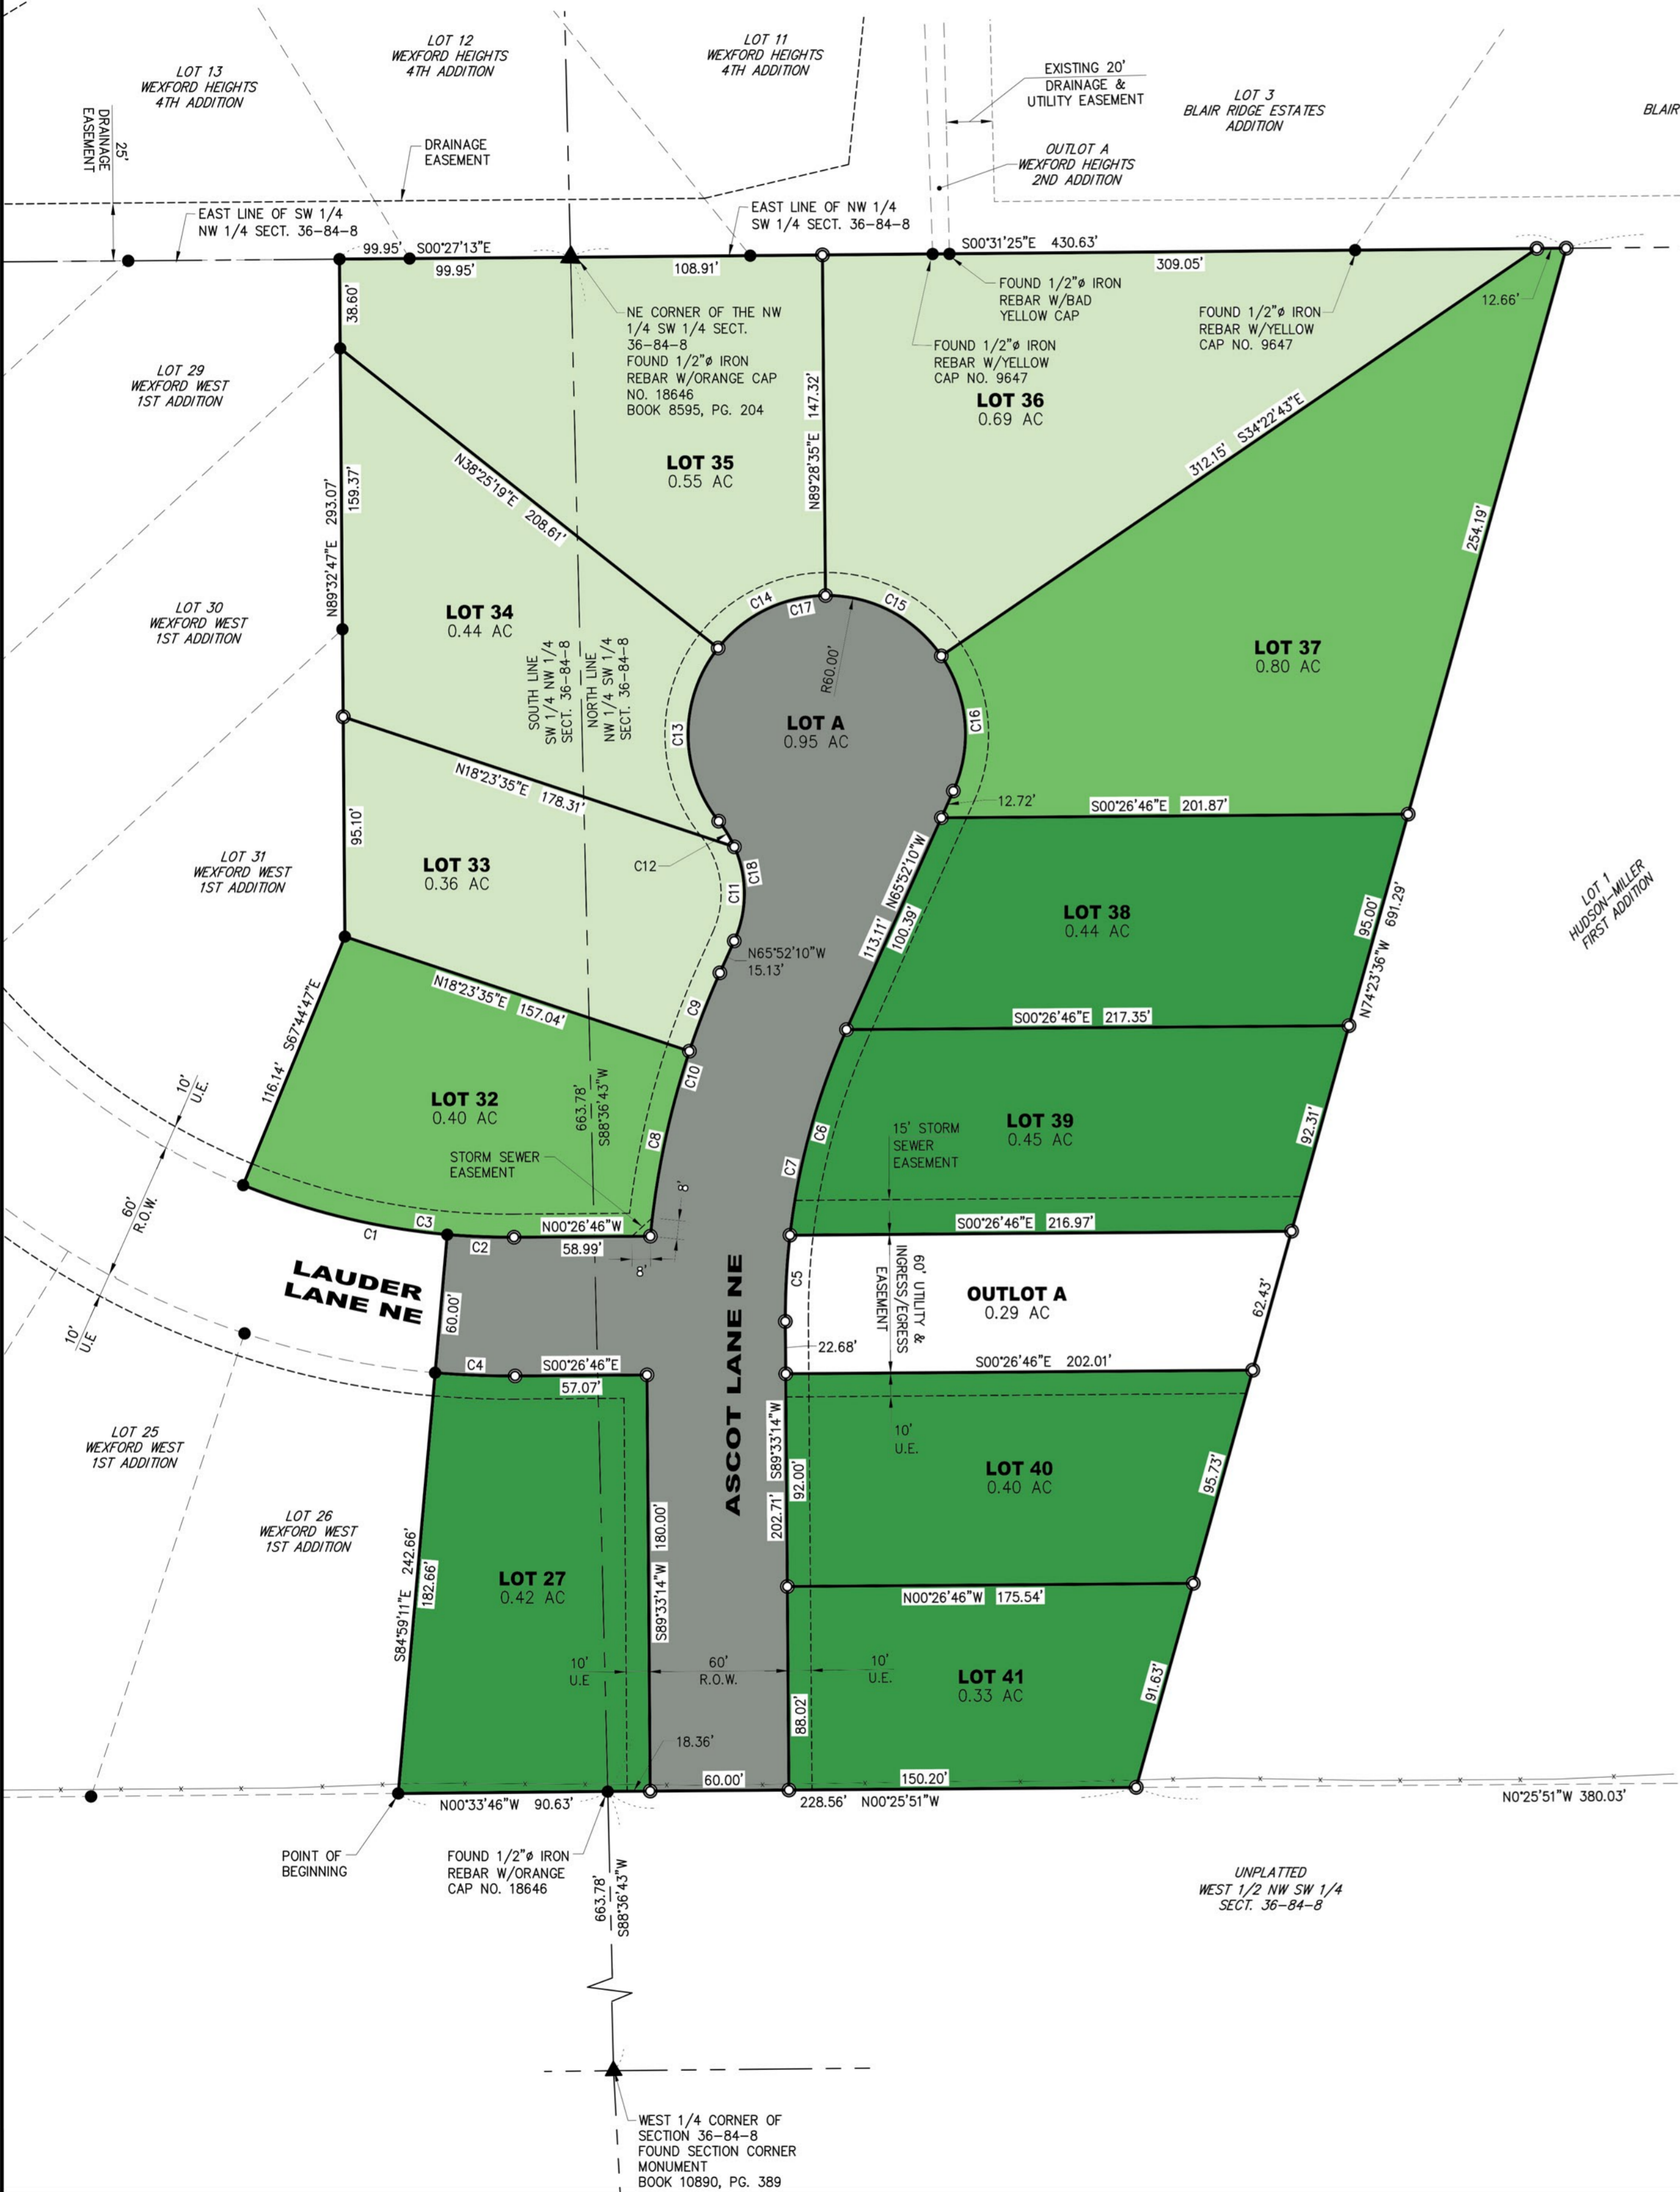 LOT 13
WEXFORD HEIGHTS
4TH ADDITION
LOT 12
WEXFORD HEIGHTS
4TH ADDITION
LOT 11
WEXFORD HEIGHTS
4TH ADDITION
EXISTING 20'
DRAINAGE &
UTILITY EASEMENT
LOT 3
BLAIR RIDGE ESTATES
ADDITION
BLAIR
25'
DRAINAGE
EASEMENT
DRAINAGE
EASEMENT
OUTLOT A
WEXFORD HEIGHTS
2ND ADDITION
EAST LINE OF SW 1/4
NW 1/4 SECT. 36-84-8
EAST LINE OF NW 1/4
SW 1/4 SECT. 36-84-8
99.95' S00°27'13"E
99.95'
108.91'
S00°31'25"E 430.63'
309.05'
12.66'
38.60'
NE CORNER OF THE NW
1/4 SW 1/4 SECT.
36-84-8
FOUND 1/2"ø IRON
REBAR W/ORANGE CAP
NO. 18646
BOOK 8595, PG. 204
FOUND 1/2"ø IRON
REBAR W/BAD
YELLOW CAP
FOUND 1/2"ø IRON
REBAR W/YELLOW
CAP NO. 9647
FOUND 1/2"ø IRON
REBAR W/YELLOW
CAP NO. 9647
LOT 29
WEXFORD WEST
1ST ADDITION
N89°28'35"E 147.32'
LOT 36
0.69 AC
312.15' S34°22'43"E
LOT 35
0.55 AC
N38°25'19"E 208.61'
N89°32'47"E 293.07'
159.37'
254.19'
LOT 30
WEXFORD WEST
1ST ADDITION
LOT 34
0.44 AC
SOUTH LINE
SW 1/4 NW 1/4
SECT. 36-84-8
NORTH LINE
NW 1/4 SW 1/4
SECT. 36-84-8
C14
C17
C15
R60.00'
LOT 37
0.80 AC
C13
LOT A
0.95 AC
C16
N18°23'35"E 178.31'
12.72'
S00°26'46"E 201.87'
95.10'
LOT 31
WEXFORD WEST
1ST ADDITION
LOT 33
0.36 AC
C12
C18
C11
113.11' N65°52'10"W
100.39'
LOT 38
0.44 AC
95.00'
N74°23'36"W 691.29'
LOT 1
HUDSON-MILLER
FIRST ADDITION
N65°52'10"W
15.13'
N18°23'35"E 157.04'
C9
S00°26'46"E 217.35'
116.14' S67°44'47"E
C10
10'
U.E.
LOT 32
0.40 AC
663.78'
S88°36'43"W
C8
C6
C7
15' STORM
SEWER
EASEMENT
LOT 39
0.45 AC
92.31'
STORM SEWER
EASEMENT
60'
R.O.W.
8'
C1
C3
C2
N00°26'46"W
58.99'
8'
S00°26'46"E 216.97'
LAUDER
LANE NE
C5
60' UTILITY &
INGRESS/EGRESS
EASEMENT
OUTLOT A
0.29 AC
62.43'
60.00'
10'
U.E
22.68'
C4
S00°26'46"E
57.07'
S00°26'46"E 202.01'
ASCOT LANE NE
LOT 25
WEXFORD WEST
1ST ADDITION
10'
U.E.
202.71' S89°33'14"W
92.00'
LOT 40
0.40 AC
95.73'
LOT 26
WEXFORD WEST
1ST ADDITION
S84°59'11"E 242.66'
182.66'
LOT 27
0.42 AC
S89°33'14"W 180.00'
N00°26'46"W 175.54'
10'
U.E
60'
R.O.W.
10'
U.E.
LOT 41
0.33 AC
91.63'
88.02'
18.36'
60.00'
150.20'
N00°33'46"W 90.63'
228.56' N00°25'51"W
N0°25'51"W 380.03'
POINT OF
BEGINNING
FOUND 1/2"ø IRON
REBAR W/ORANGE
CAP NO. 18646
663.78'
S88°36'43"W
UNPLATTED
WEST 1/2 NW SW 1/4
SECT. 36-84-8
WEST 1/4 CORNER OF
SECTION 36-84-8
FOUND SECTION CORNER
MONUMENT
BOOK 10890, PG. 389